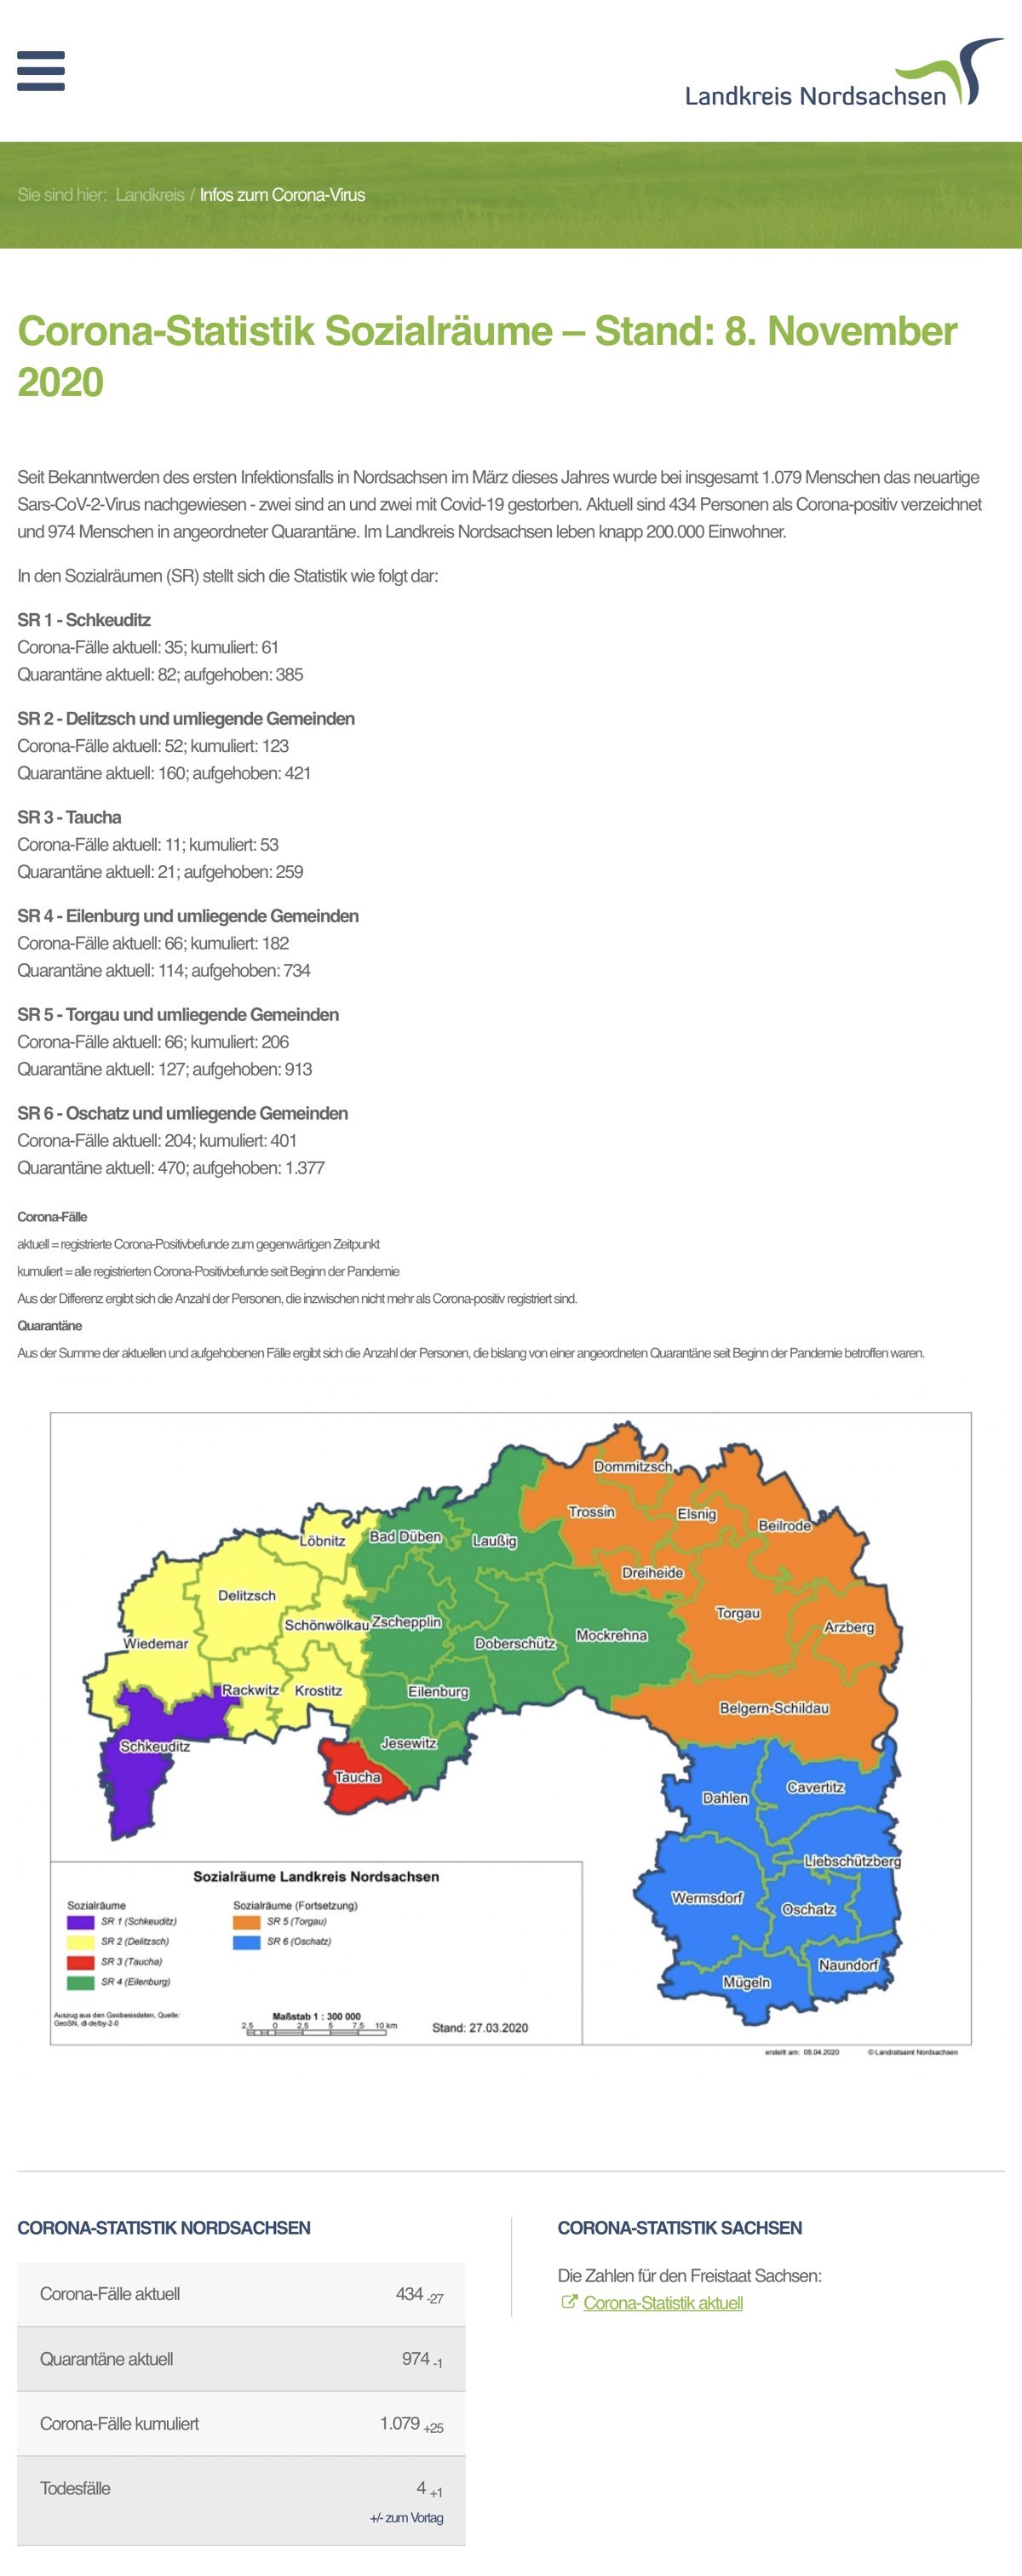 Landkreis Nordsachsen
Sie sind hier: Landkreis / Infos zum Corona-Virus
Corona-Statistik Sozialräume – Stand: 8. November
2020
Seit Bekanntwerden des ersten Infektionsfalls in Nordsachsen im März dieses Jahres wurde bei insgesamt 1.079 Menschen das neuartige
Sars-CoV-2-Virus nachgewiesen - zwei sind an und zwei mit Covid-19 gestorben. Aktuell sind 434 Personen als Corona-positiv verzeichnet
und 974 Menschen in angeordneter Quarantäne. Im Landkreis Nordsachsen leben knapp 200.000 Einwohner.
In den Sozialräumen (SR) stellt sich die Statistik wie folgt dar:
SR 1 - Schkeuditz
Corona-Fälle aktuell: 35; kumuliert: 61
Quarantäne aktuell: 82; aufgehoben: 385
SR 2 - Delitzsch und umliegende Gemeinden
Corona-Fälle aktuell: 52; kumuliert: 123
Quarantäne aktuell: 160; aufgehoben: 421
SR 3 - Taucha
Corona-Fälle aktuell: 11; kumuliert: 53
Quarantäne aktuell: 21; aufgehoben: 259
SR 4 - Eilenburg und umliegende Gemeinden
Corona-Fälle aktuell: 66; kumuliert: 182
Quarantäne aktuell: 114; aufgehoben: 734
SR 5 - Torgau und umliegende Gemeinden
Corona-Fälle aktuell: 66; kumuliert: 206
Quarantäne aktuell: 127; aufgehoben: 913
SR 6 - Oschatz und umliegende Gemeinden
Corona-Fälle aktuell: 204; kumuliert: 401
Quarantäne aktuell: 470; aufgehoben: 1.377
Corona-Fälle
aktuell = registrierte Corona-Positivbefunde zum gegenwärtigen Zeitpunkt
kumuliert = alle registrierten Corona-Positivbefunde seit Beginn der Pandemie
Aus der Differenz ergibt sich die Anzahl der Personen, die inzwischen nicht mehr als Corona-positiv registriert sind.
Quarantäne
Aus der Summe der aktuellen und aufgehobenen Fälle ergibt sich die Anzahl der Personen, die bislang von einer angeordneten Quarantäne seit Beginn der Pandemie betroffen waren.
Dommitzsch
Trossin
Elsnig
Beilrode
Löbnitz
Bad Düben
Laußig
Dreiheide
Delitzsch
Torgau
Schönwölkau
Zschepplin
Arzberg
Wiedemar
Doberschütz
Mockrehna
Rackwitz
Krostitz
Eilenburg
Belgern-Schildau
Schkeuditz
Jesewitz
Taucha
Dahlen
Cavertitz
Liebschützberg
Wermsdorf
Oschatz
Naundorf
Mügeln
Sozialräume Landkreis Nordsachsen
Sozialräume
SR 1 (Schkeuditz)
SR 2 (Delitzsch)
SR 3 (Taucha)
SR 4 (Eilenburg)
Sozialräume (Fortsetzung)
SR 5 (Torgau)
SR 6 (Oschatz)
Auszug aus den Geobasisdaten, Quelle:
GeoSN, dl-de/by-2-0
Maßstab 1 : 300 000
2,5 0 2,5 5 7,5 10 km
Stand: 27.03.2020
erstellt am: 08.04.2020 © Landratsamt Nordsachsen
CORONA-STATISTIK NORDSACHSEN
Corona-Fälle aktuell 434 -27
Quarantäne aktuell 974 -1
Corona-Fälle kumuliert 1.079 +25
Todesfälle 4 +1
+/- zum Vortag
CORONA-STATISTIK SACHSEN
Die Zahlen für den Freistaat Sachsen:
Corona-Statistik aktuell